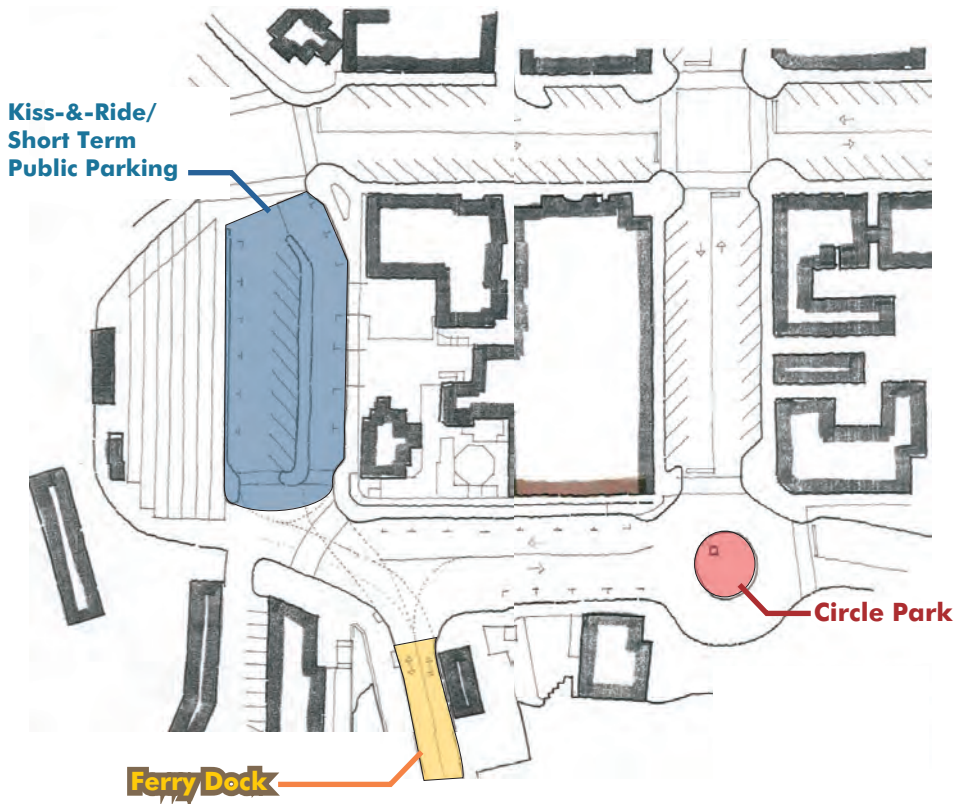 Kiss-&-Ride/
Short Term
Public Parking
Circle Park
Ferry Dock